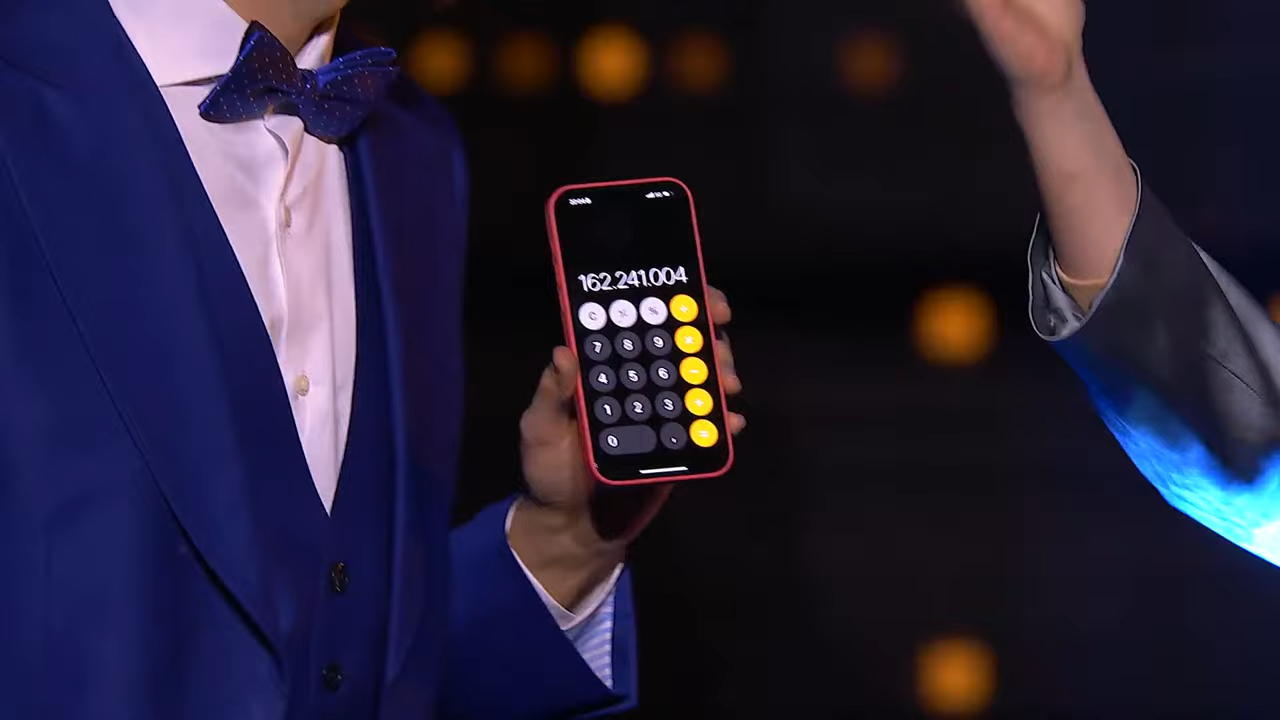 162.241.004
C
%
7 8 9 ×
4 5 6 −
1 2 3 +
0 , =